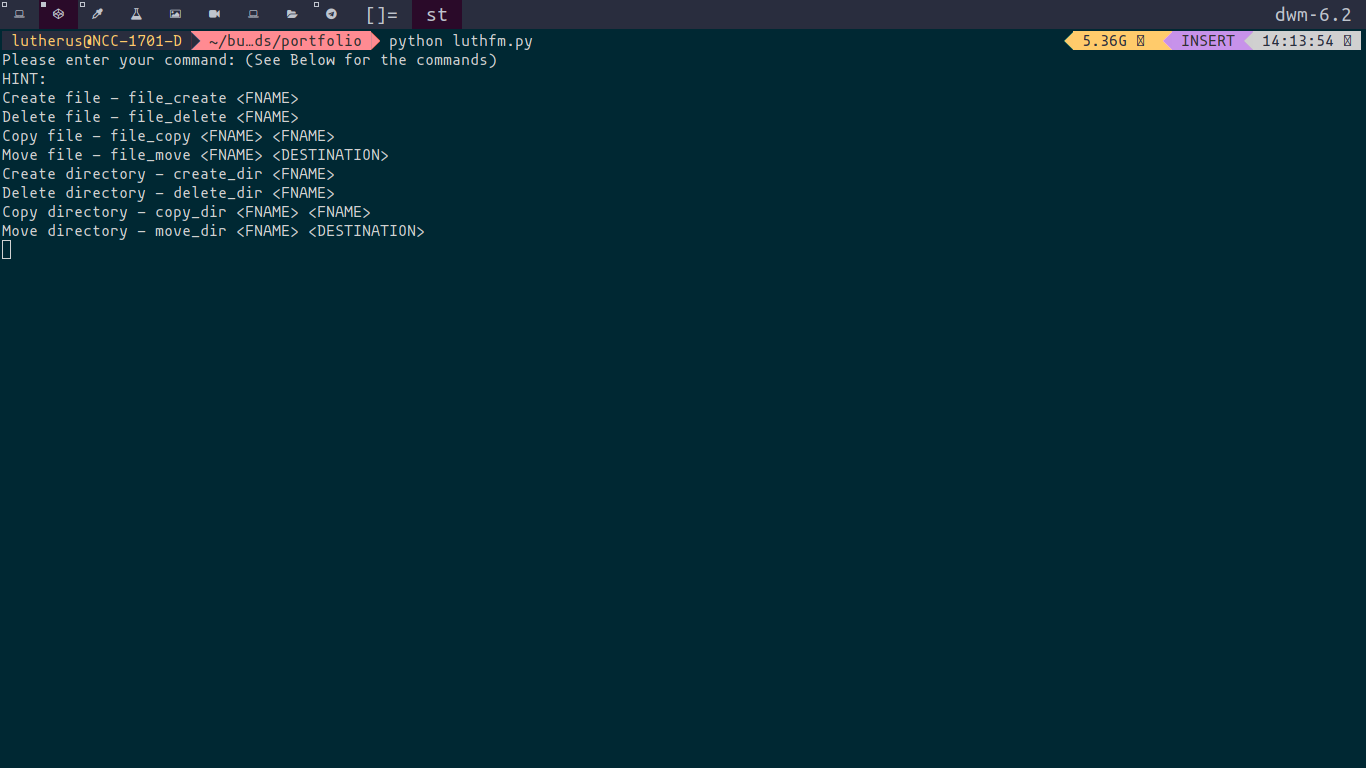 []= st dwm-6.2
lutherus@NCC-1701-D ~/bu…ds/portfolio python luthfm.py 5.36G INSERT 14:13:54
Please enter your command: (See Below for the commands)
HINT:
Create file - file_create <FNAME>
Delete file - file_delete <FNAME>
Copy file - file_copy <FNAME> <FNAME>
Move file - file_move <FNAME> <DESTINATION>
Create directory - create_dir <FNAME>
Delete directory - delete_dir <FNAME>
Copy directory - copy_dir <FNAME> <FNAME>
Move directory - move_dir <FNAME> <DESTINATION>